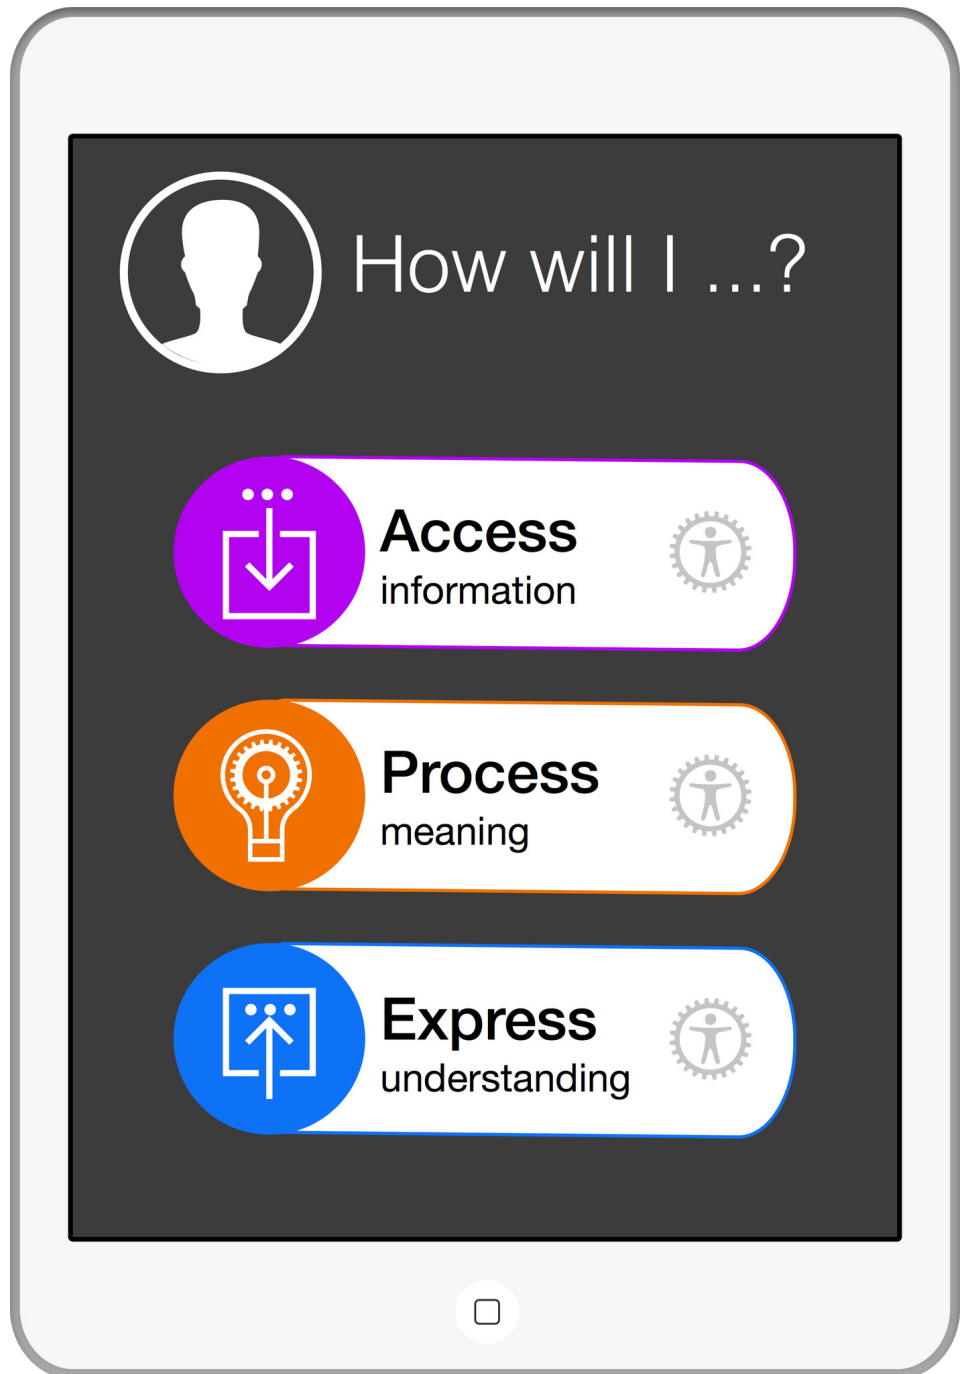 How will I ...?
Access
information
Process
meaning
Express
understanding